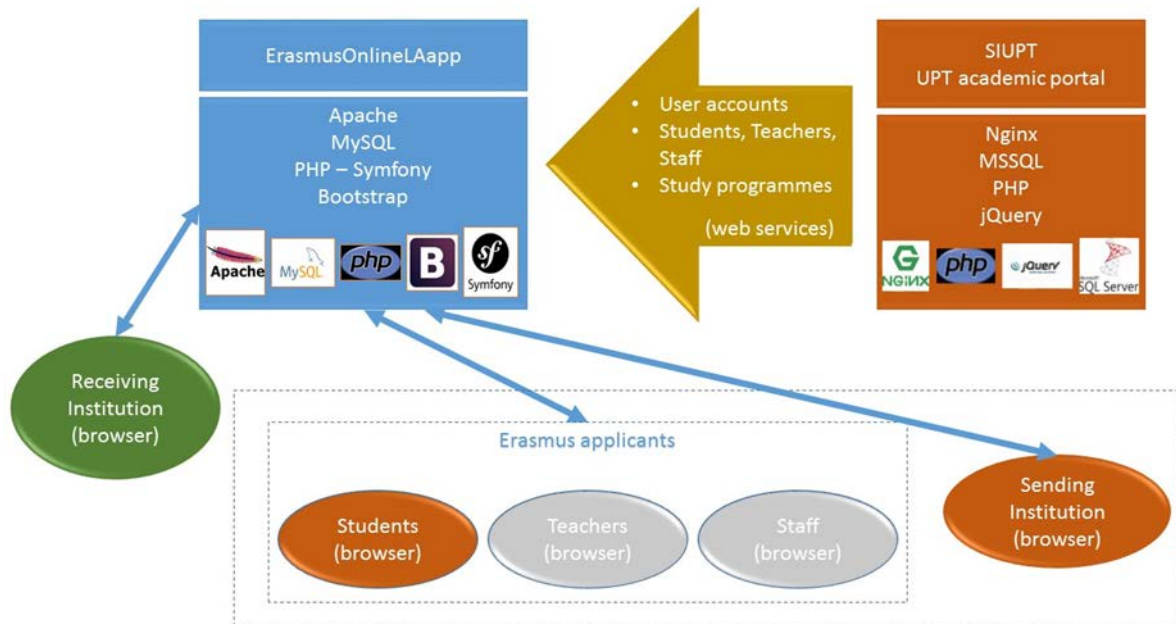 ErasmusOnlineLAapp
Apache
MySQL
PHP – Symfony
Bootstrap
Apache
MySQL
php
B
sf
Symfony
• User accounts
• Students, Teachers,
Staff
• Study programmes
(web services)
SIUPT
UPT academic portal
Nginx
MSSQL
PHP
jQuery
G
NGINX
php
jQuery
Microsoft
SQL Server
Receiving
Institution
(browser)
Erasmus applicants
Students
(browser)
Teachers
(browser)
Staff
(browser)
Sending
Institution
(browser)